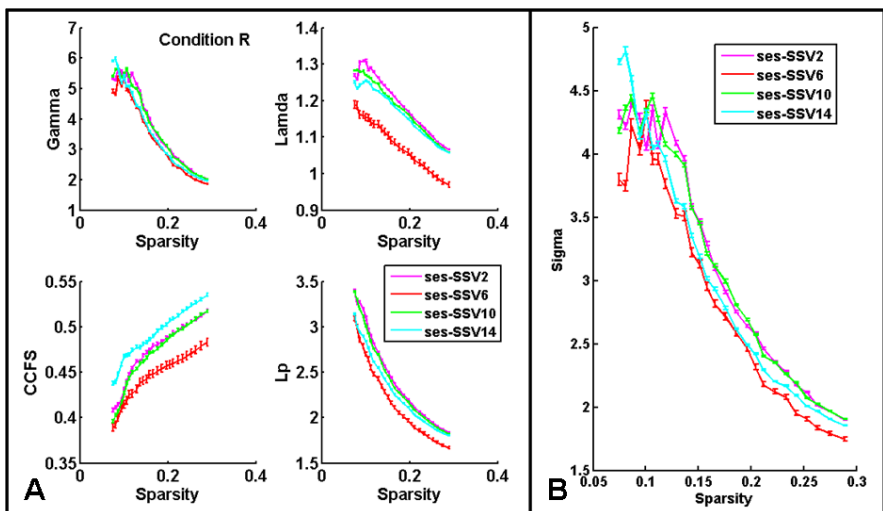 Condition R
Gamma
7
6
5
4
3
2
1
0
0.2
0.4
Sparsity
Lamda
1.4
1.3
1.2
1.1
1
0.9
0
0.2
0.4
Sparsity
CCFS
0.55
0.5
0.45
0.4
0.35
0
0.2
0.4
Sparsity
A
Lp
3.5
3
2.5
2
1.5
0
0.2
0.4
Sparsity
ses-SSV2
ses-SSV6
ses-SSV10
ses-SSV14
Sigma
5
4.5
4
3.5
3
2.5
2
1.5
0.05
0.1
0.15
0.2
0.25
0.3
Sparsity
ses-SSV2
ses-SSV6
ses-SSV10
ses-SSV14
B